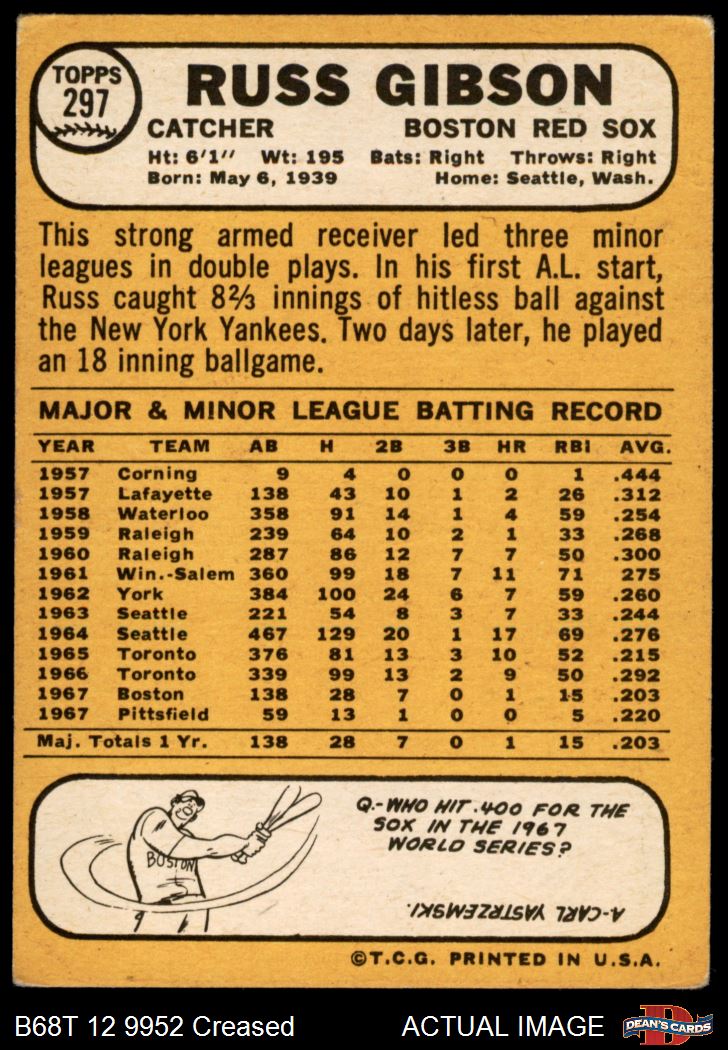 TOPPS
297
RUSS GIBSON
CATCHER BOSTON RED SOX
Ht: 6'1" Wt: 195 Bats: Right Throws: Right
Born: May 6, 1939 Home: Seattle, Wash.
This strong armed receiver led three minor
leagues in double plays. In his first A.L. start,
Russ caught 8⅔ innings of hitless ball against
the New York Yankees. Two days later, he played
an 18 inning ballgame.
MAJOR & MINOR LEAGUE BATTING RECORD
YEAR TEAM AB H 2B 3B HR RBI AVG.
1957 Corning 9 4 0 0 0 1 .444
1957 Lafayette 138 43 10 1 2 26 .312
1958 Waterloo 358 91 14 1 4 59 .254
1959 Raleigh 239 64 10 2 1 33 .268
1960 Raleigh 287 86 12 7 7 50 .300
1961 Win.-Salem 360 99 18 7 11 71 275
1962 York 384 100 24 6 7 59 .260
1963 Seattle 221 54 8 3 7 33 .244
1964 Seattle 467 129 20 1 17 69 .276
1965 Toronto 376 81 13 3 10 52 .215
1966 Toronto 339 99 13 2 9 50 .292
1967 Boston 138 28 7 0 1 15 .203
1967 Pittsfield 59 13 1 0 0 5 .220
Maj. Totals 1 Yr. 138 28 7 0 1 15 .203
BOSTON
Q.-WHO HIT .400 FOR THE
SOX IN THE 1967
WORLD SERIES?
A-CARL YASTRZEMSKI.
©T.C.G. PRINTED IN U.S.A.
B68T 12 9952 Creased ACTUAL IMAGE
DEAN'S CARDS